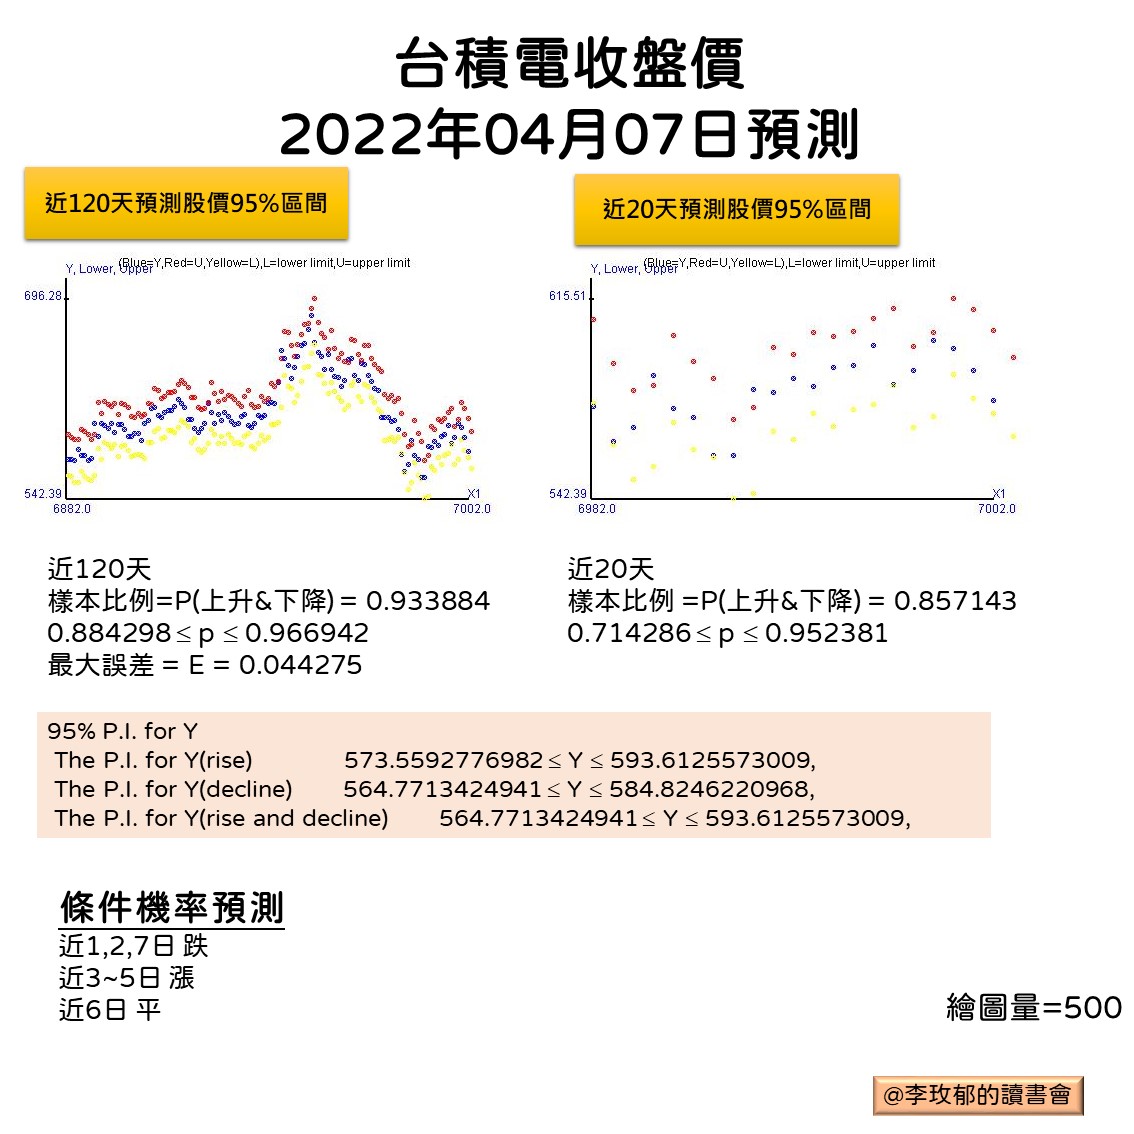 台積電收盤價
2022年04月07日預測
近120天預測股價95%區間
近20天預測股價95%區間
(Blue=Y,Red=U,Yellow=L),L=lower limit,U=upper limit
Y, Lower, Upper
696.28
542.39
X1
6882.0
7002.0
(Blue=Y,Red=U,Yellow=L),L=lower limit,U=upper limit
Y, Lower, Upper
615.51
542.39
X1
6982.0
7002.0
近120天
樣本比例=P(上升&下降) = 0.933884
0.884298 ≤ p ≤ 0.966942
最大誤差 = E = 0.044275
近20天
樣本比例 =P(上升&下降) = 0.857143
0.714286 ≤ p ≤ 0.952381
95% P.I. for Y
The P.I. for Y(rise) 573.5592776982 ≤ Y ≤ 593.6125573009,
The P.I. for Y(decline) 564.7713424941 ≤ Y ≤ 584.8246220968,
The P.I. for Y(rise and decline) 564.7713424941 ≤ Y ≤ 593.6125573009,
條件機率預測
近1,2,7日 跌
近3~5日 漲
近6日 平
繪圖量=500
@李玫郁的讀書會